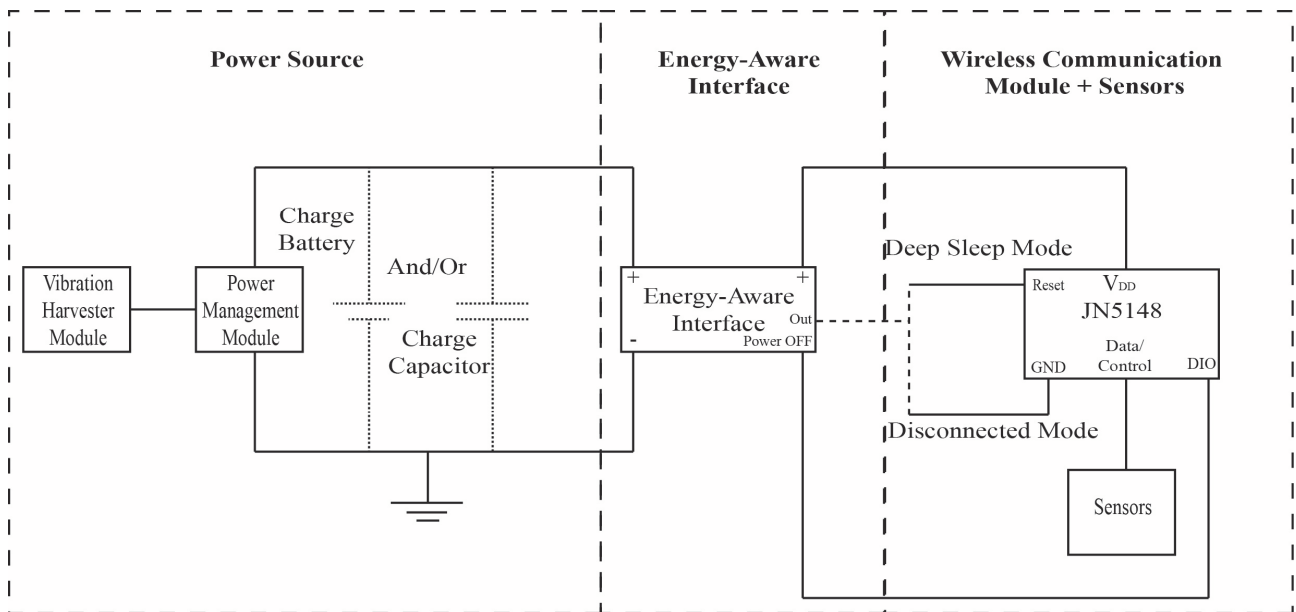 Power Source
Energy-Aware
Interface
Wireless Communication
Module + Sensors
Charge
Battery
And/Or
Charge
Capacitor
Vibration
Harvester
Module
Power
Management
Module
+
+
Energy-Aware
Interface
Out
Power OFF
-
Deep Sleep Mode
Disconnected Mode
Reset
VDD
JN5148
Data/
Control
GND
DIO
Sensors